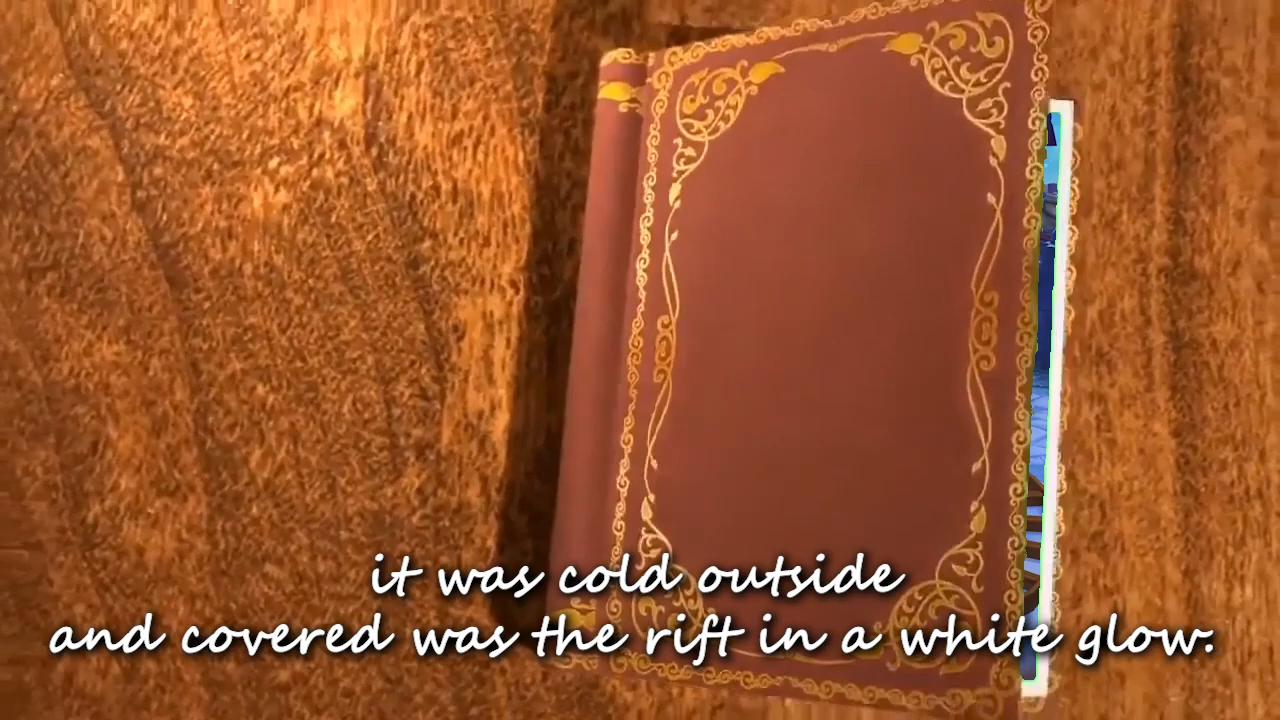 it was cold outside
and covered was the rift in a white glow.